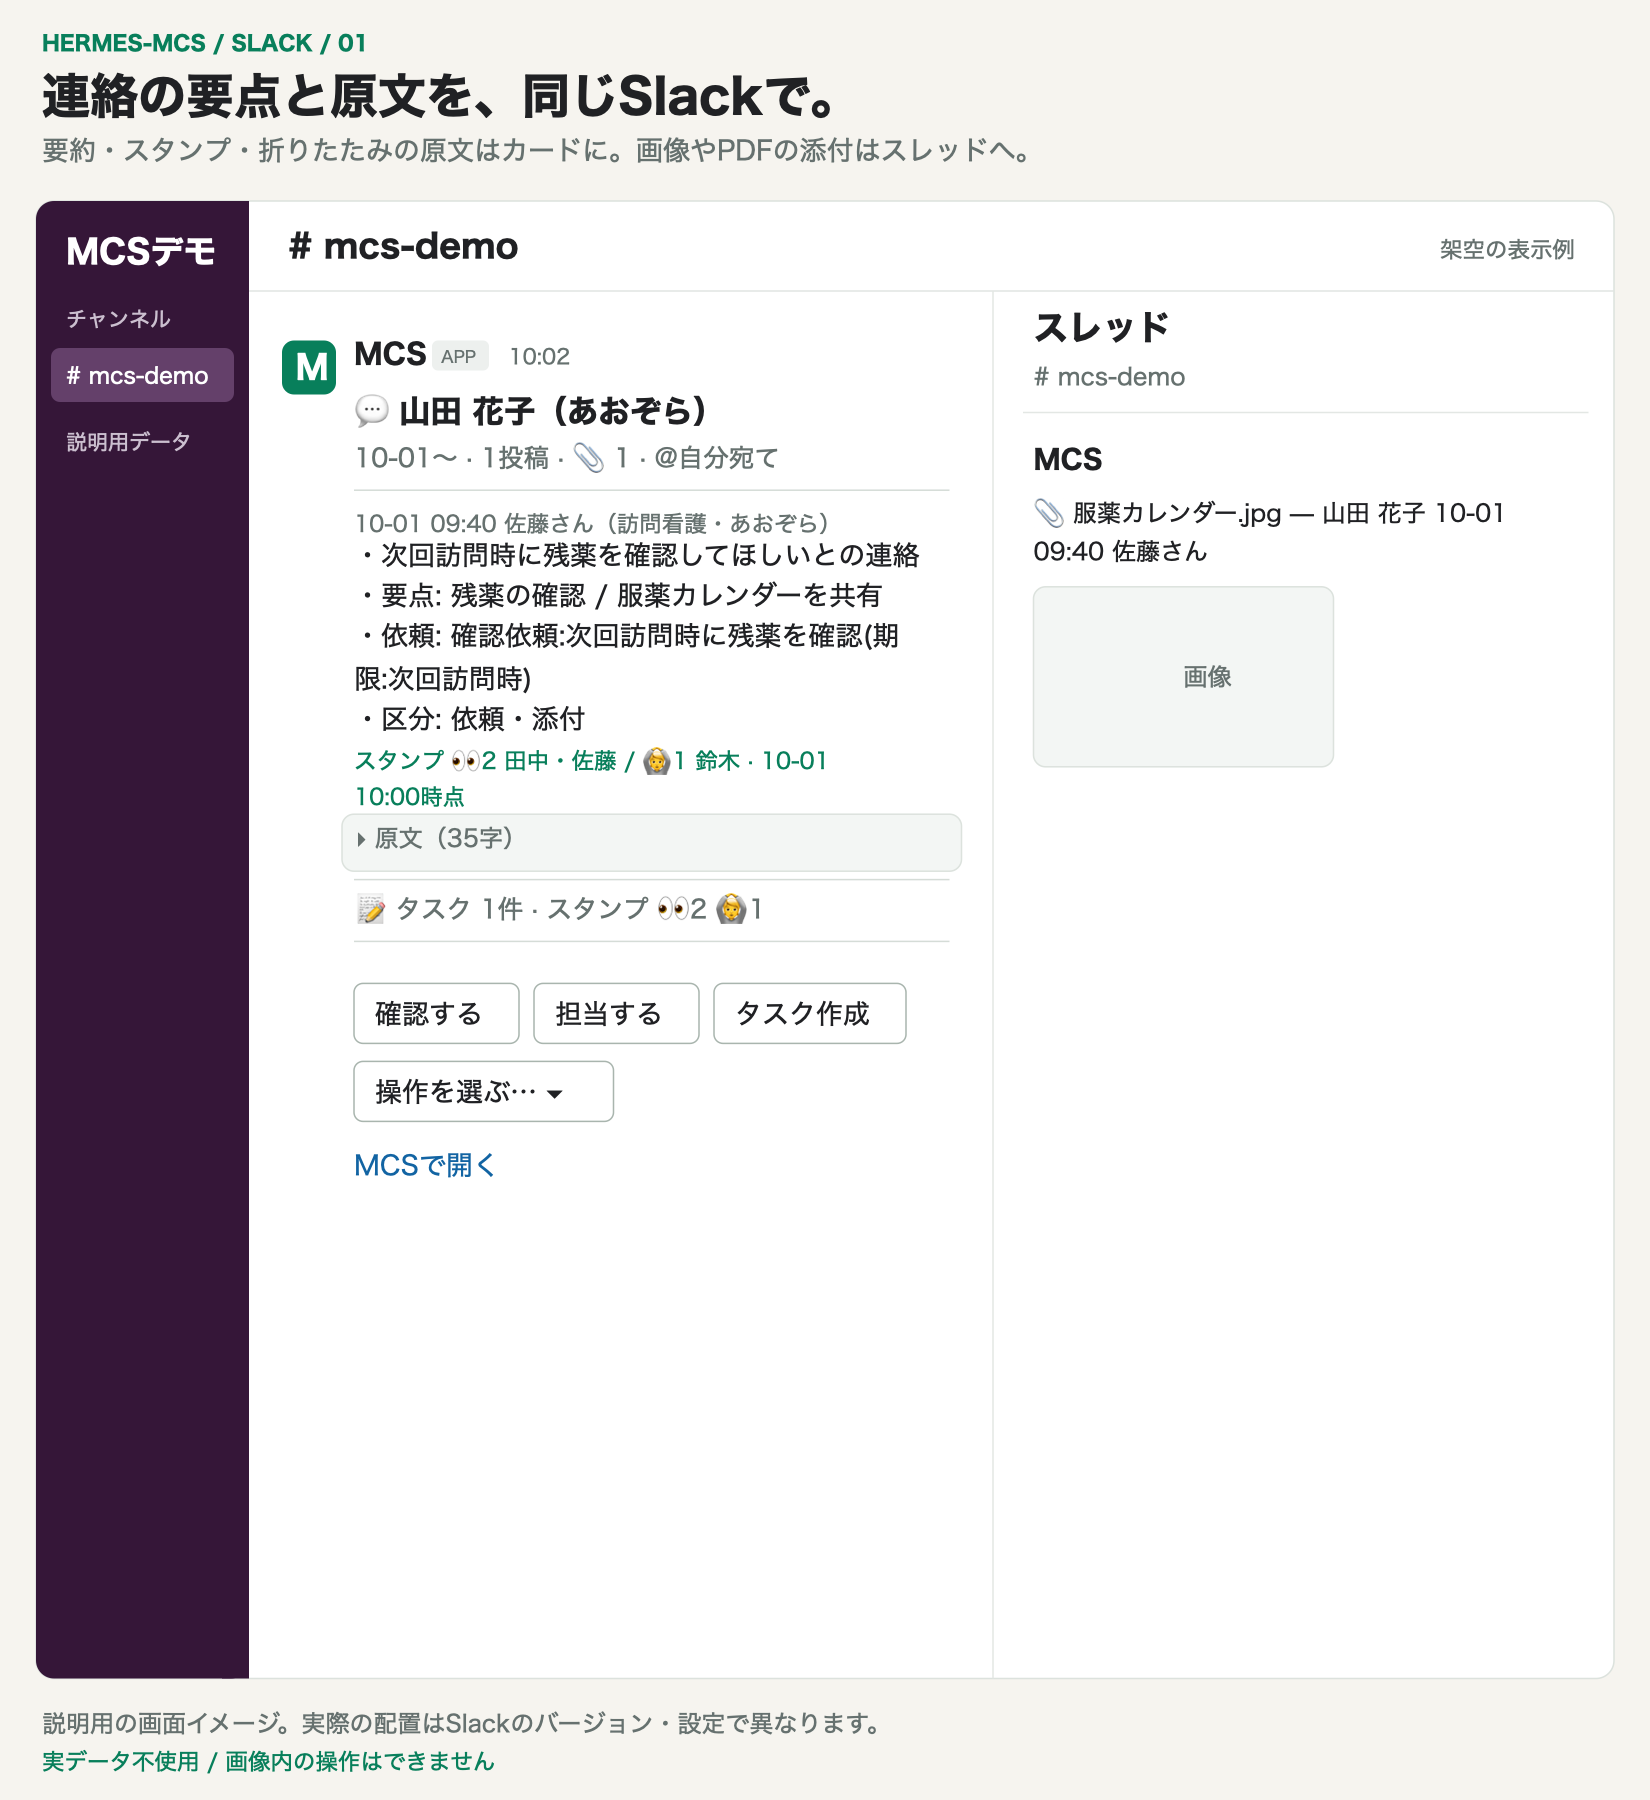 HERMES-MCS / SLACK / 01
連絡の要点と原文を、同じSlackで。
要約・スタンプ・折りたたみの原文はカードに。画像やPDFの添付はスレッドへ。
MCSデモ
チャンネル
# mcs-demo
説明用データ
# mcs-demo
架空の表示例
M
MCS APP 10:02
💬 山田 花子（あおぞら）
10-01〜 · 1投稿 · 📎 1 · @自分宛て
10-01 09:40 佐藤さん（訪問看護・あおぞら）
・次回訪問時に残薬を確認してほしいとの連絡
・要点: 残薬の確認 / 服薬カレンダーを共有
・依頼: 確認依頼:次回訪問時に残薬を確認(期
限:次回訪問時)
・区分: 依頼・添付
スタンプ 👀2 田中・佐藤 / 🙆1 鈴木 · 10-01
10:00時点
▸ 原文（35字）
📝 タスク 1件 · スタンプ 👀2 🙆1
確認する
担当する
タスク作成
操作を選ぶ…
MCSで開く
スレッド
# mcs-demo
MCS
📎 服薬カレンダー.jpg — 山田 花子 10-01
09:40 佐藤さん
画像
説明用の画面イメージ。実際の配置はSlackのバージョン・設定で異なります。
実データ不使用 / 画像内の操作はできません